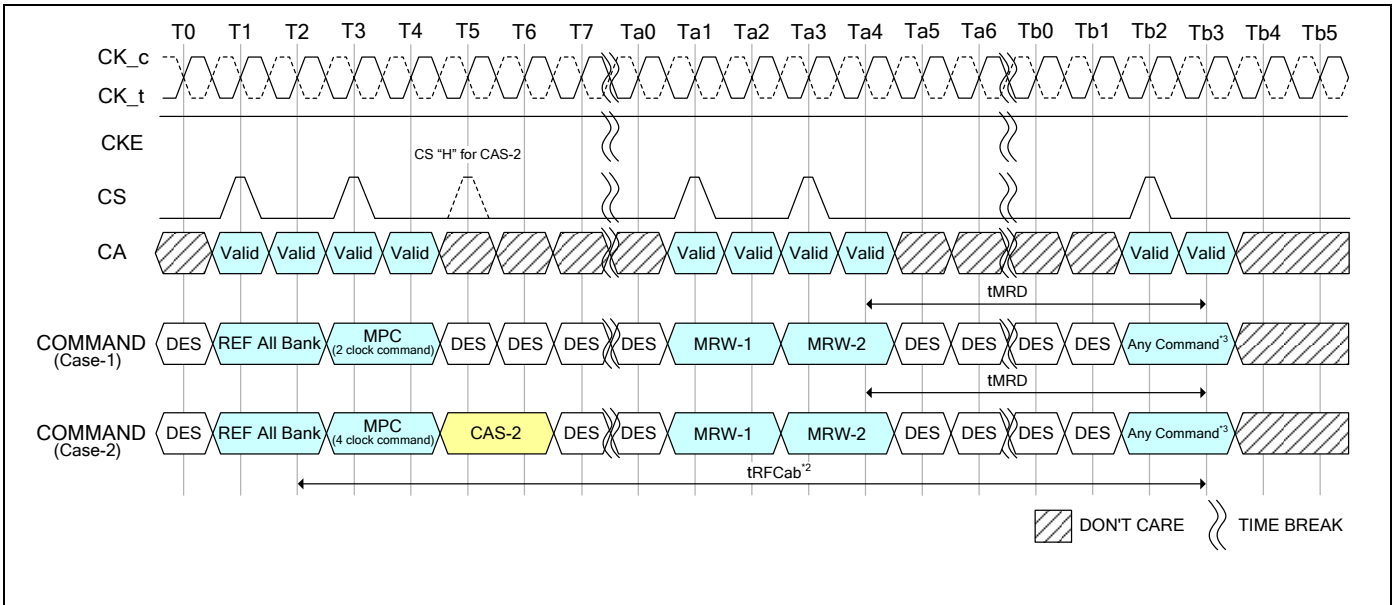 T0 T1 T2 T3 T4 T5 T6 T7 Ta0 Ta1 Ta2 Ta3 Ta4 Ta5 Ta6 Tb0 Tb1 Tb2 Tb3 Tb4 Tb5
CK_c
CK_t
CKE
CS "H" for CAS-2
CS
CA Valid Valid Valid Valid Valid Valid Valid Valid Valid Valid
tMRD
COMMAND DES REF All Bank MPC DES DES DES DES MRW-1 MRW-2 DES DES DES DES Any Command*3
(Case-1) (2 clock command)
tMRD
COMMAND DES REF All Bank MPC CAS-2 DES DES MRW-1 MRW-2 DES DES DES DES Any Command*3
(Case-2) (4 clock command)
tRFCab*2
DON'T CARE TIME BREAK